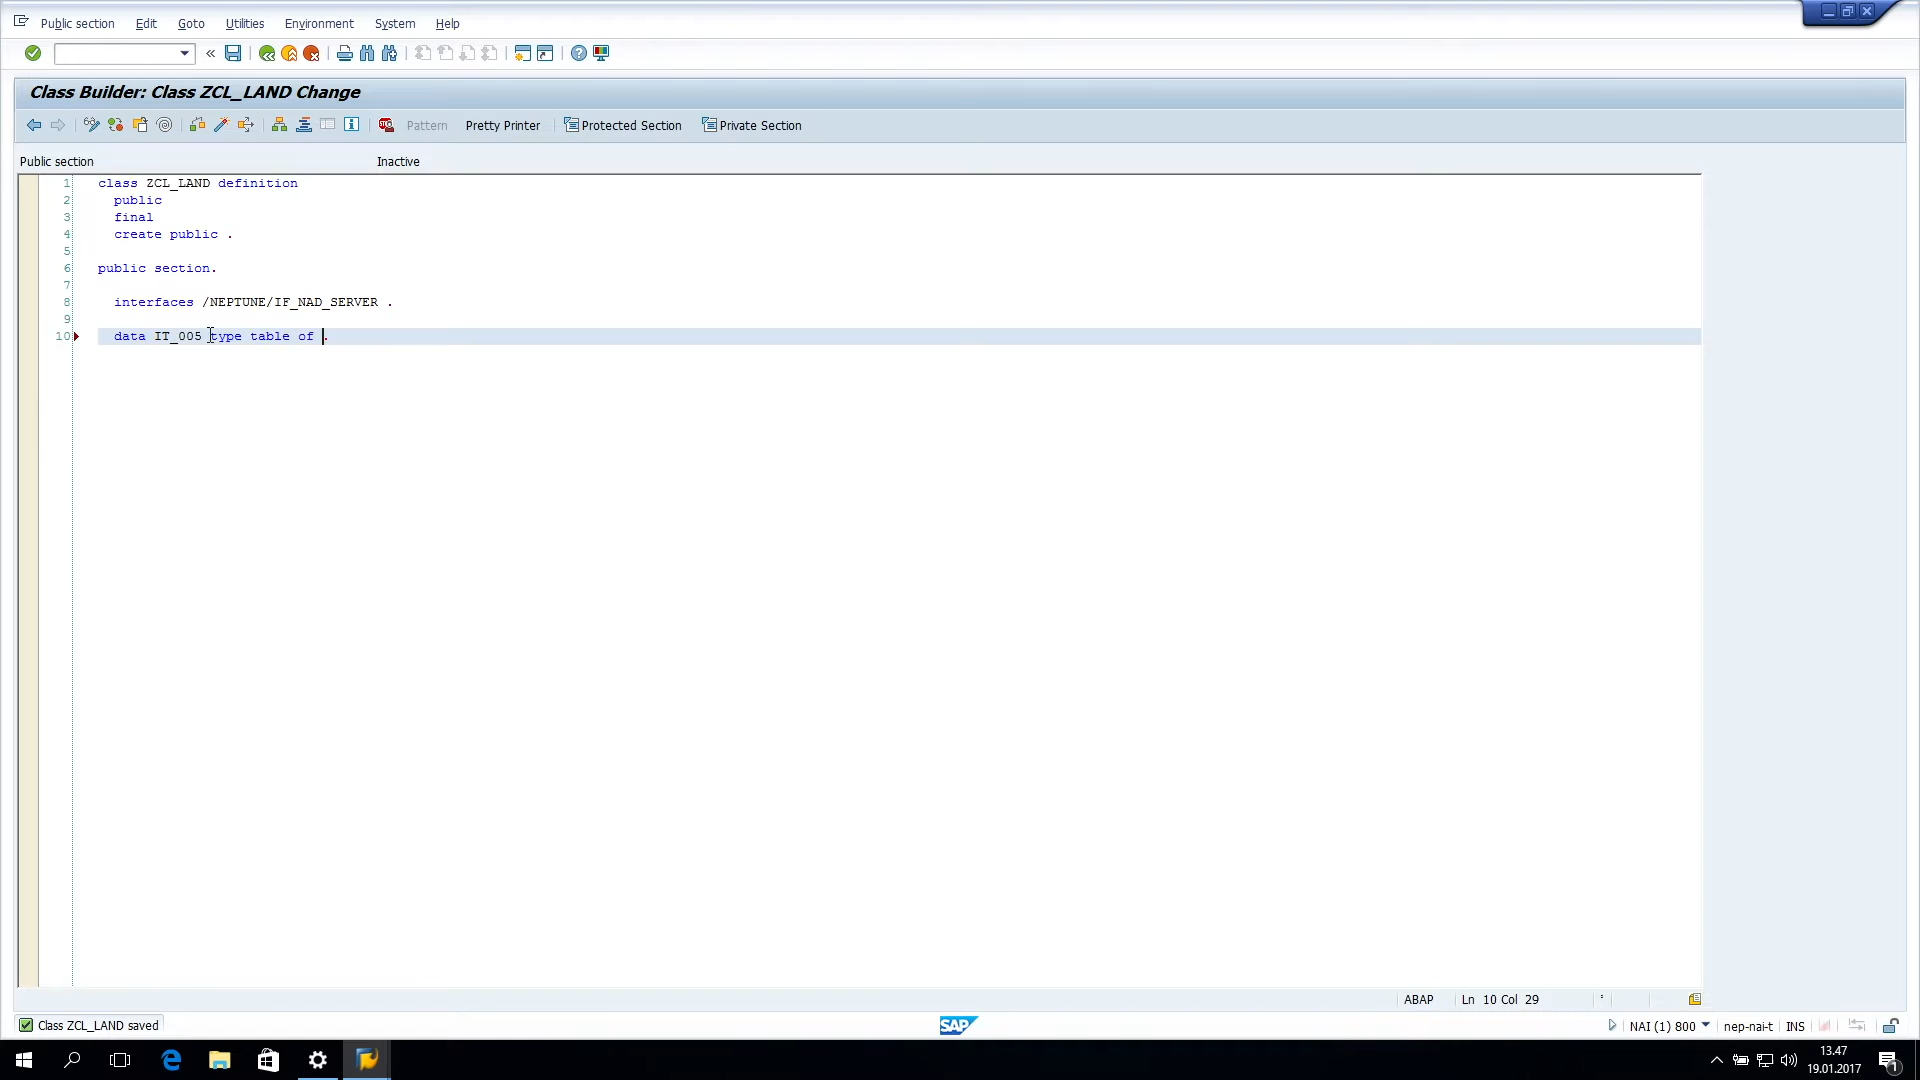 Public section Edit Goto Utilities Environment System Help
Class Builder: Class ZCL_LAND Change
Pattern Pretty Printer Protected Section Private Section
Public section Inactive
1 class ZCL_LAND definition
2 public
3 final
4 create public .
5
6 public section.
7
8 interfaces /NEPTUNE/IF_NAD_SERVER .
9
10 data IT_005 type table of .
ABAP Ln 10 Col 29
Class ZCL_LAND saved
SAP
NAI (1) 800 nep-nai-t INS
13.47
19.01.2017
1